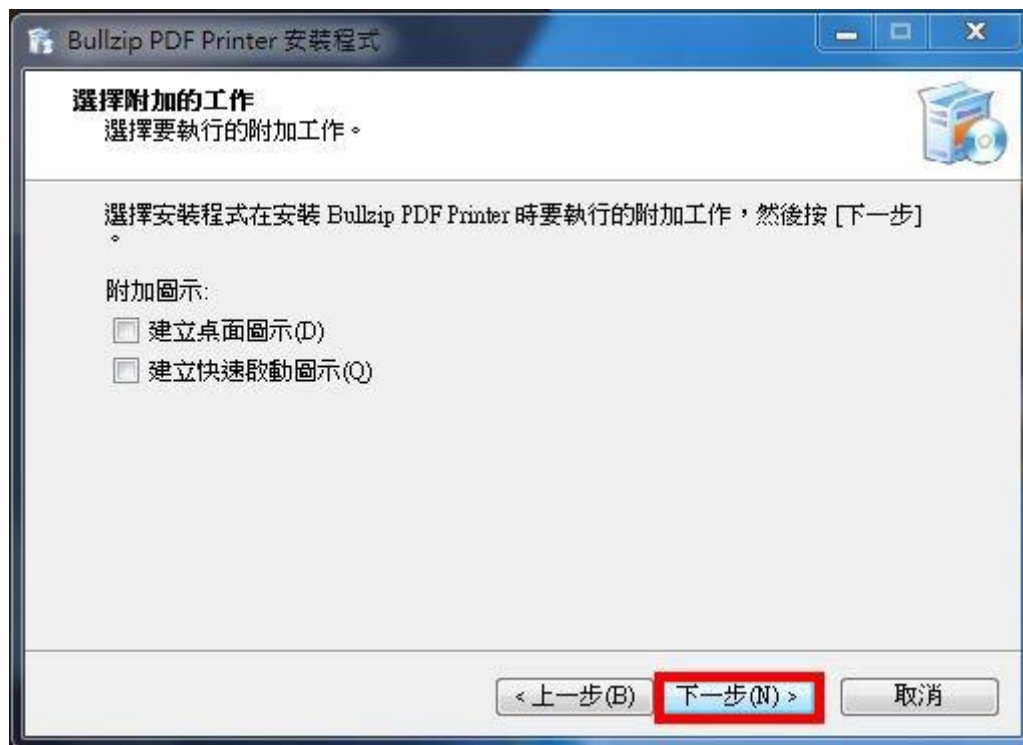 Bullzip PDF Printer 安裝程式
選擇附加的工作
選擇要執行的附加工作。
選擇安裝程式在安裝 Bullzip PDF Printer 時要執行的附加工作，然後按 [下一步]
。
附加圖示:
建立桌面圖示(D)
建立快速啟動圖示(Q)
<上一步(B) 下一步(N) > 取消